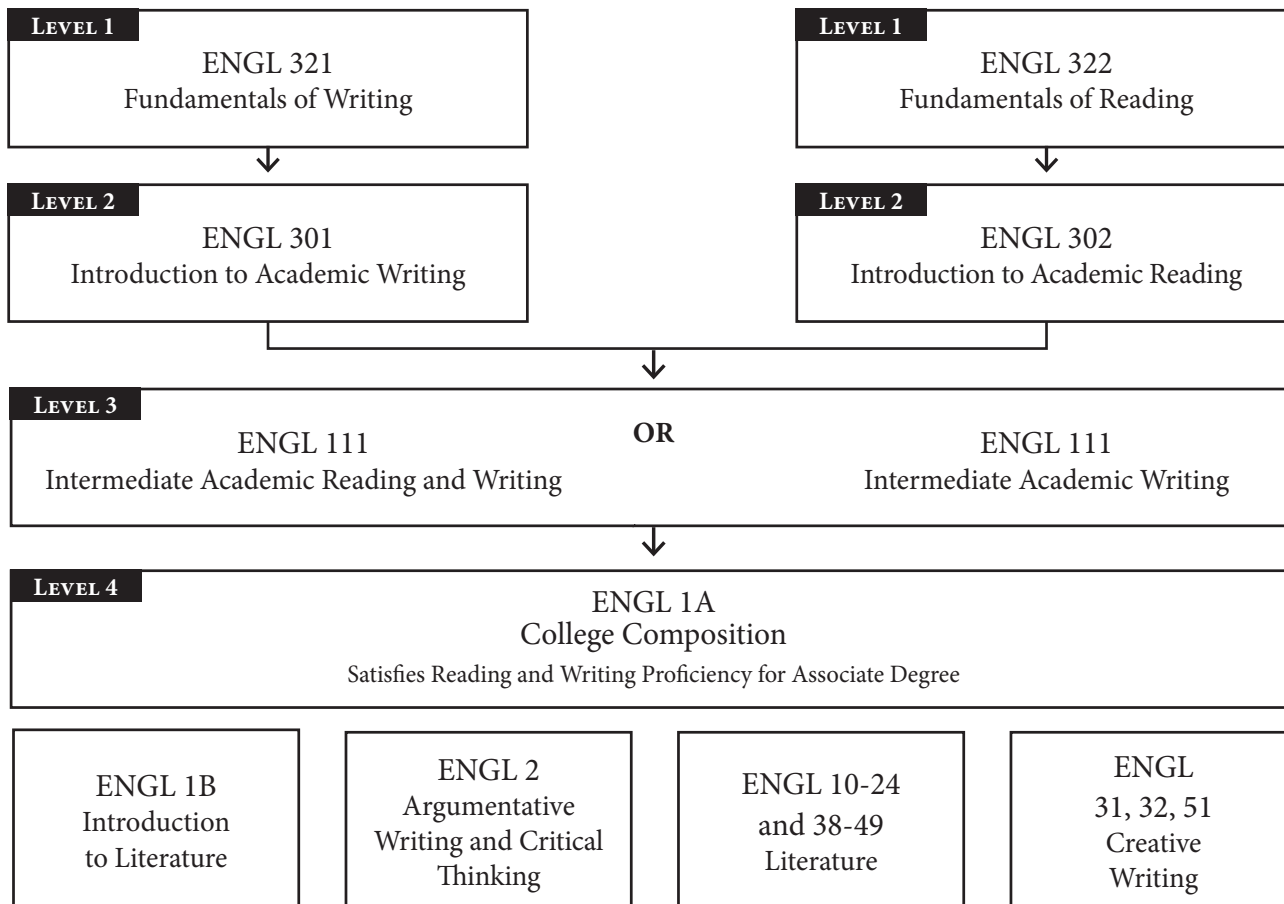 LEVEL 1
ENGL 321
Fundamentals of Writing
LEVEL 1
ENGL 322
Fundamentals of Reading
LEVEL 2
ENGL 301
Introduction to Academic Writing
LEVEL 2
ENGL 302
Introduction to Academic Reading
LEVEL 3
ENGL 111
Intermediate Academic Reading and Writing
OR
ENGL 111
Intermediate Academic Writing
LEVEL 4
ENGL 1A
College Composition
Satisfies Reading and Writing Proficiency for Associate Degree
ENGL 1B
Introduction
to Literature
ENGL 2
Argumentative
Writing and Critical
Thinking
ENGL 10-24
and 38-49
Literature
ENGL
31, 32, 51
Creative
Writing